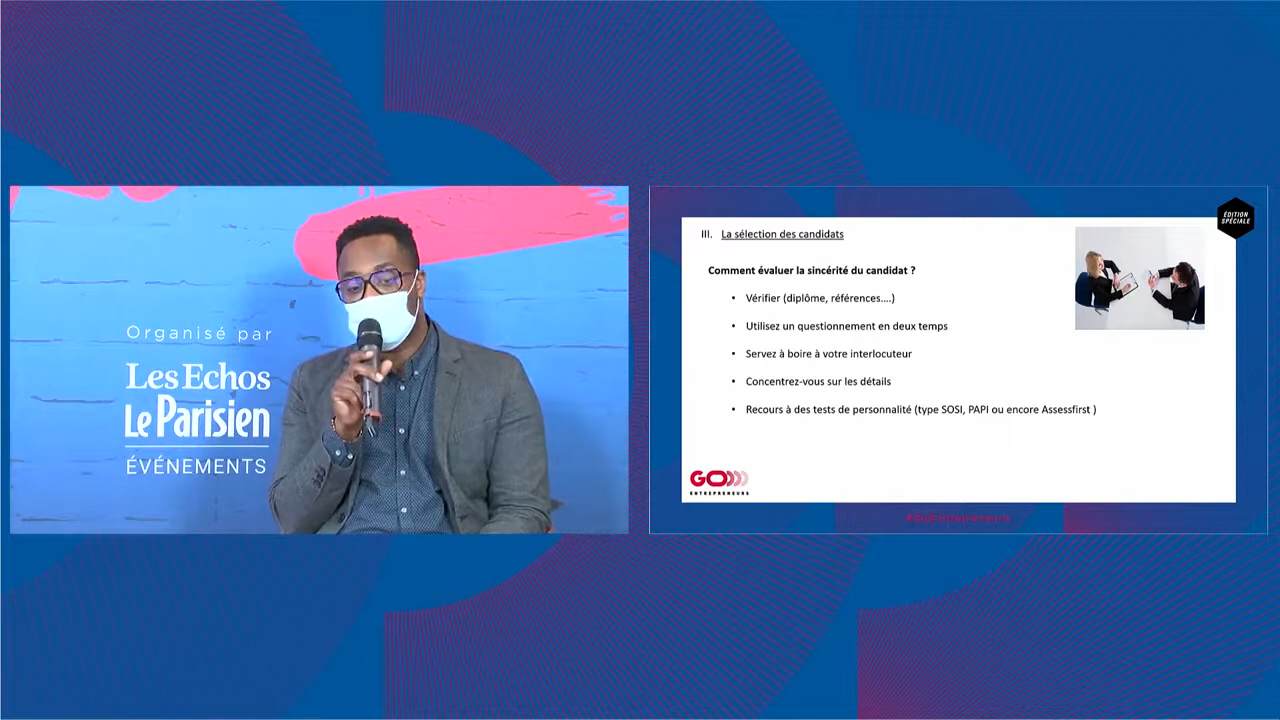 Organisé par
Les Echos
Le Parisien
ÉVÉNEMENTS
ÉDITION
SPÉCIALE
III. La sélection des candidats
Comment évaluer la sincérité du candidat ?
• Vérifier (diplôme, références....)
• Utilisez un questionnement en deux temps
• Servez à boire à votre interlocuteur
• Concentrez-vous sur les détails
• Recours à des tests de personnalité (type SOSI, PAPI ou encore Assessfirst )
GO
ENTREPRENEURS
#GoEntrepreneurs